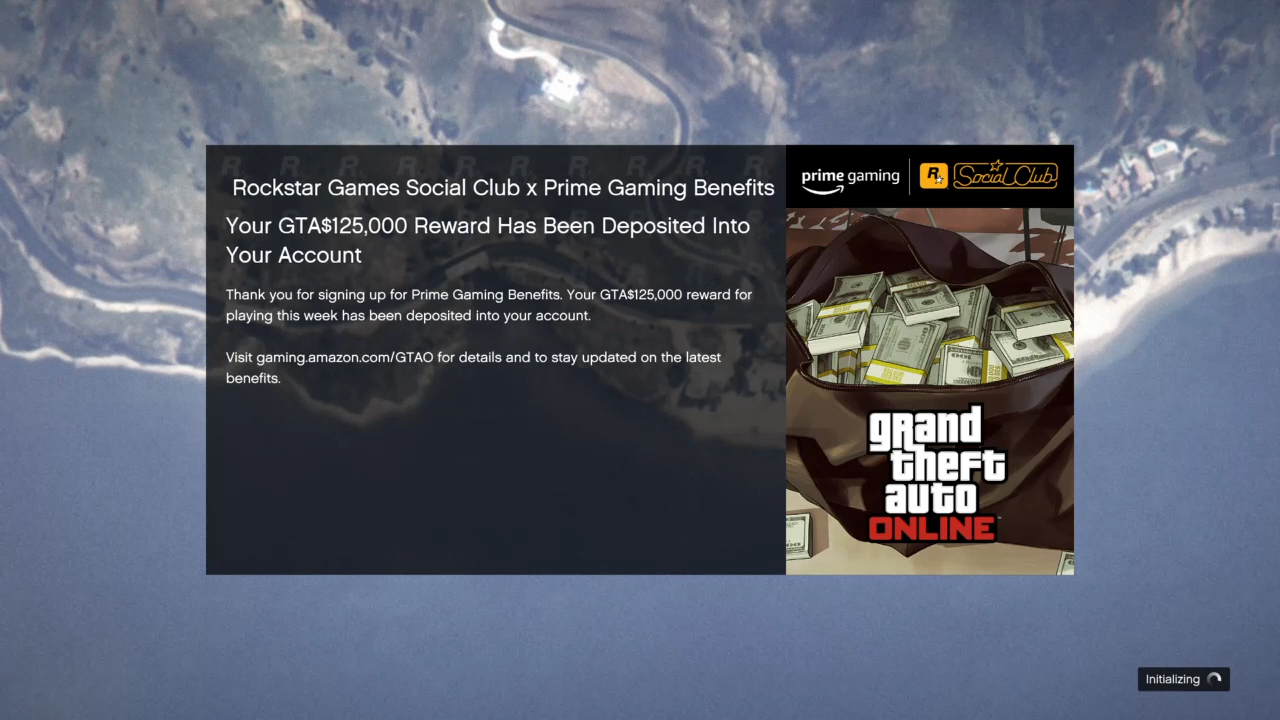 Rockstar Games Social Club x Prime Gaming Benefits
Your GTA$125,000 Reward Has Been Deposited Into
Your Account
Thank you for signing up for Prime Gaming Benefits. Your GTA$125,000 reward for
playing this week has been deposited into your account.
Visit gaming.amazon.com/GTAO for details and to stay updated on the latest
benefits.
prime gaming
R
Social Club
grand
theft
auto
ONLINE
Initializing